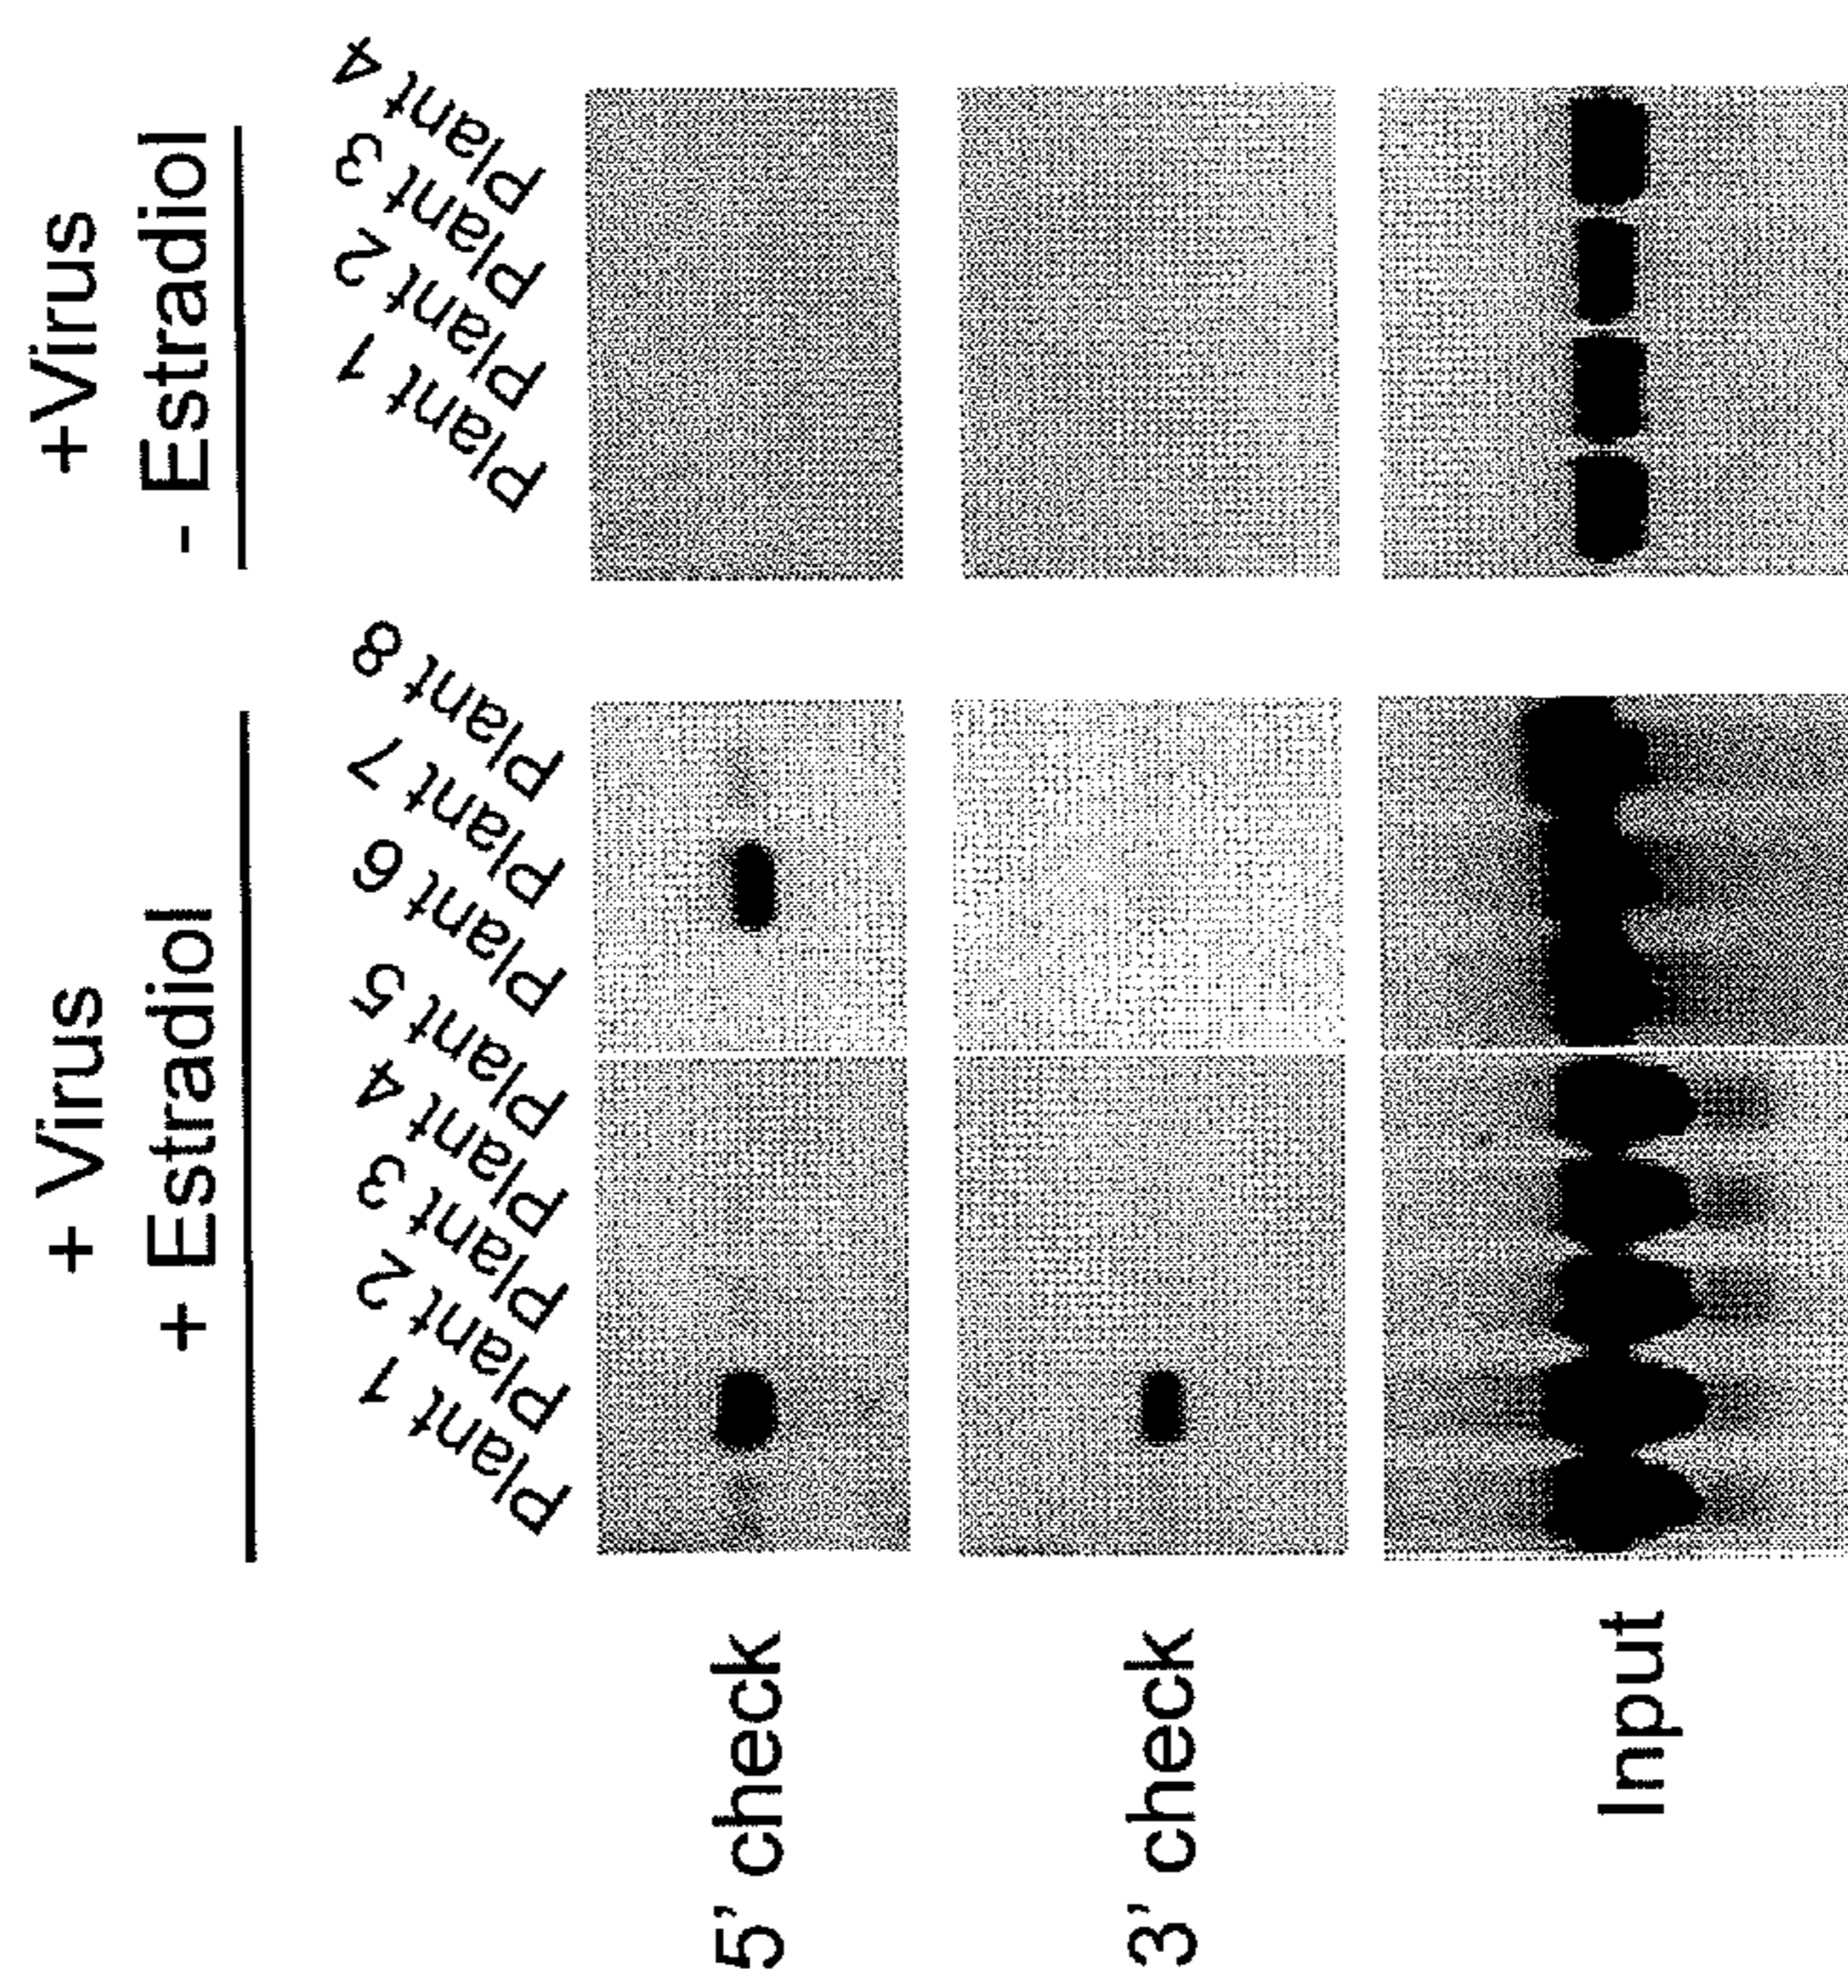 + Virus
+ Estradiol
+Virus
- Estradiol
Plant 1
Plant 2
Plant 3
Plant 4
Plant 5
Plant 6
Plant 7
Plant 8
Plant 1
Plant 2
Plant 3
Plant 4
5’ check
3’ check
Input